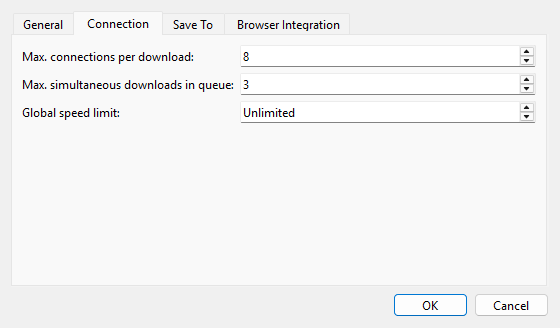 General Connection Save To Browser Integration
Max. connections per download: 8
Max. simultaneous downloads in queue: 3
Global speed limit: Unlimited
OK Cancel